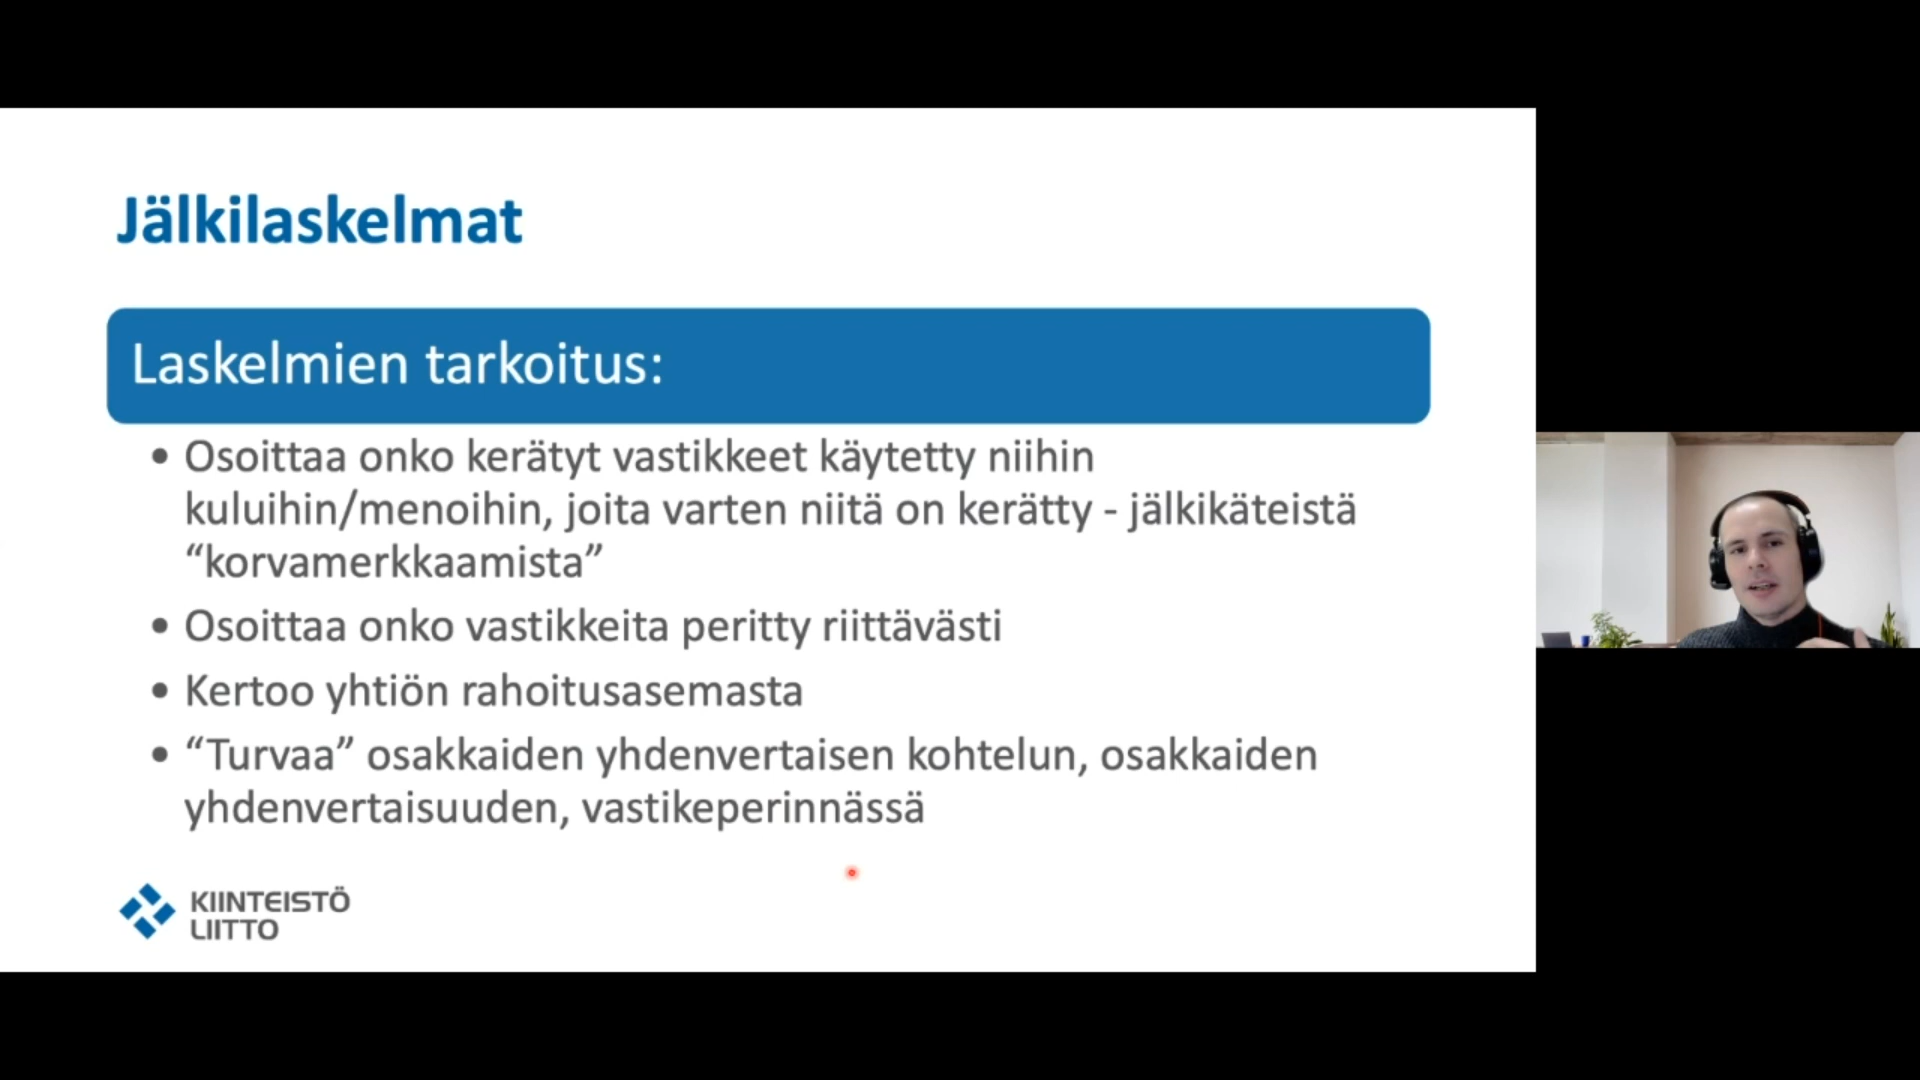 Jälkilaskelmat
Laskelmien tarkoitus:
• Osoittaa onko kerätyt vastikkeet käytetty niihin
kuluihin/menoihin, joita varten niitä on kerätty - jälkikäteistä
“korvamerkkaamista”
• Osoittaa onko vastikkeita peritty riittävästi
• Kertoo yhtiön rahoitusasemasta
• “Turvaa” osakkaiden yhdenvertaisen kohtelun, osakkaiden
yhdenvertaisuuden, vastikeperinnässä
KIINTEISTÖ
LIITTO